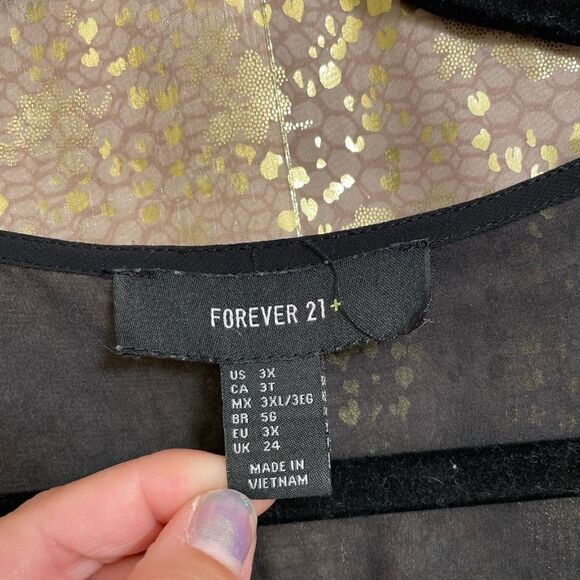 FOREVER 21+
US 3X
CA 3T
MX 3XL/3EG
BR 5G
EU 3X
UK 24
MADE IN
VIETNAM